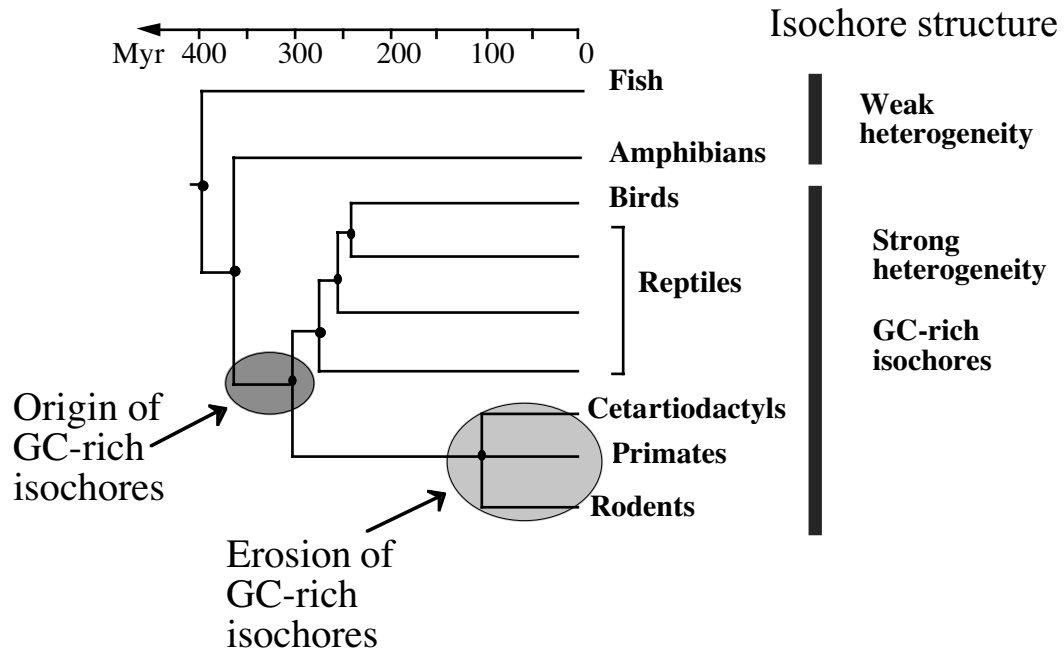 Isochore structure
Myr 400 300 200 100 0
Fish
Weak
heterogeneity
Amphibians
Birds
Strong
heterogeneity
Reptiles
GC-rich
isochores
Origin of
GC-rich
isochores
Cetartiodactyls
Primates
Rodents
Erosion of
GC-rich
isochores